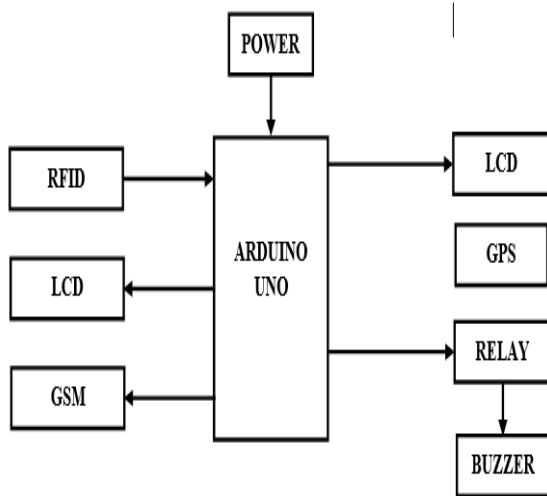 POWER
RFID
LCD
GSM
ARDUINO
UNO
LCD
GPS
RELAY
BUZZER